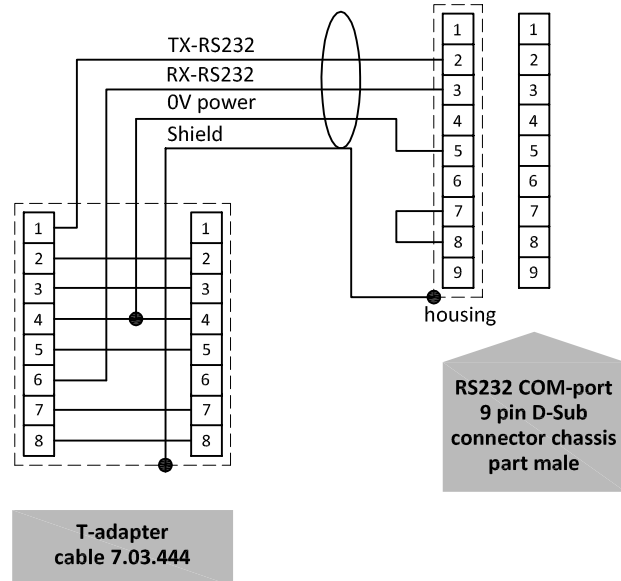 TX-RS232
RX-RS232
0V power
Shield
1 1
2 2
3 3
4 4
5 5
6 6
7 7
8 8
9 9
housing
1 1
2 2
3 3
4 4
5 5
6 6
7 7
8 8
RS232 COM-port
9 pin D-Sub
connector chassis
part male
T-adapter
cable 7.03.444